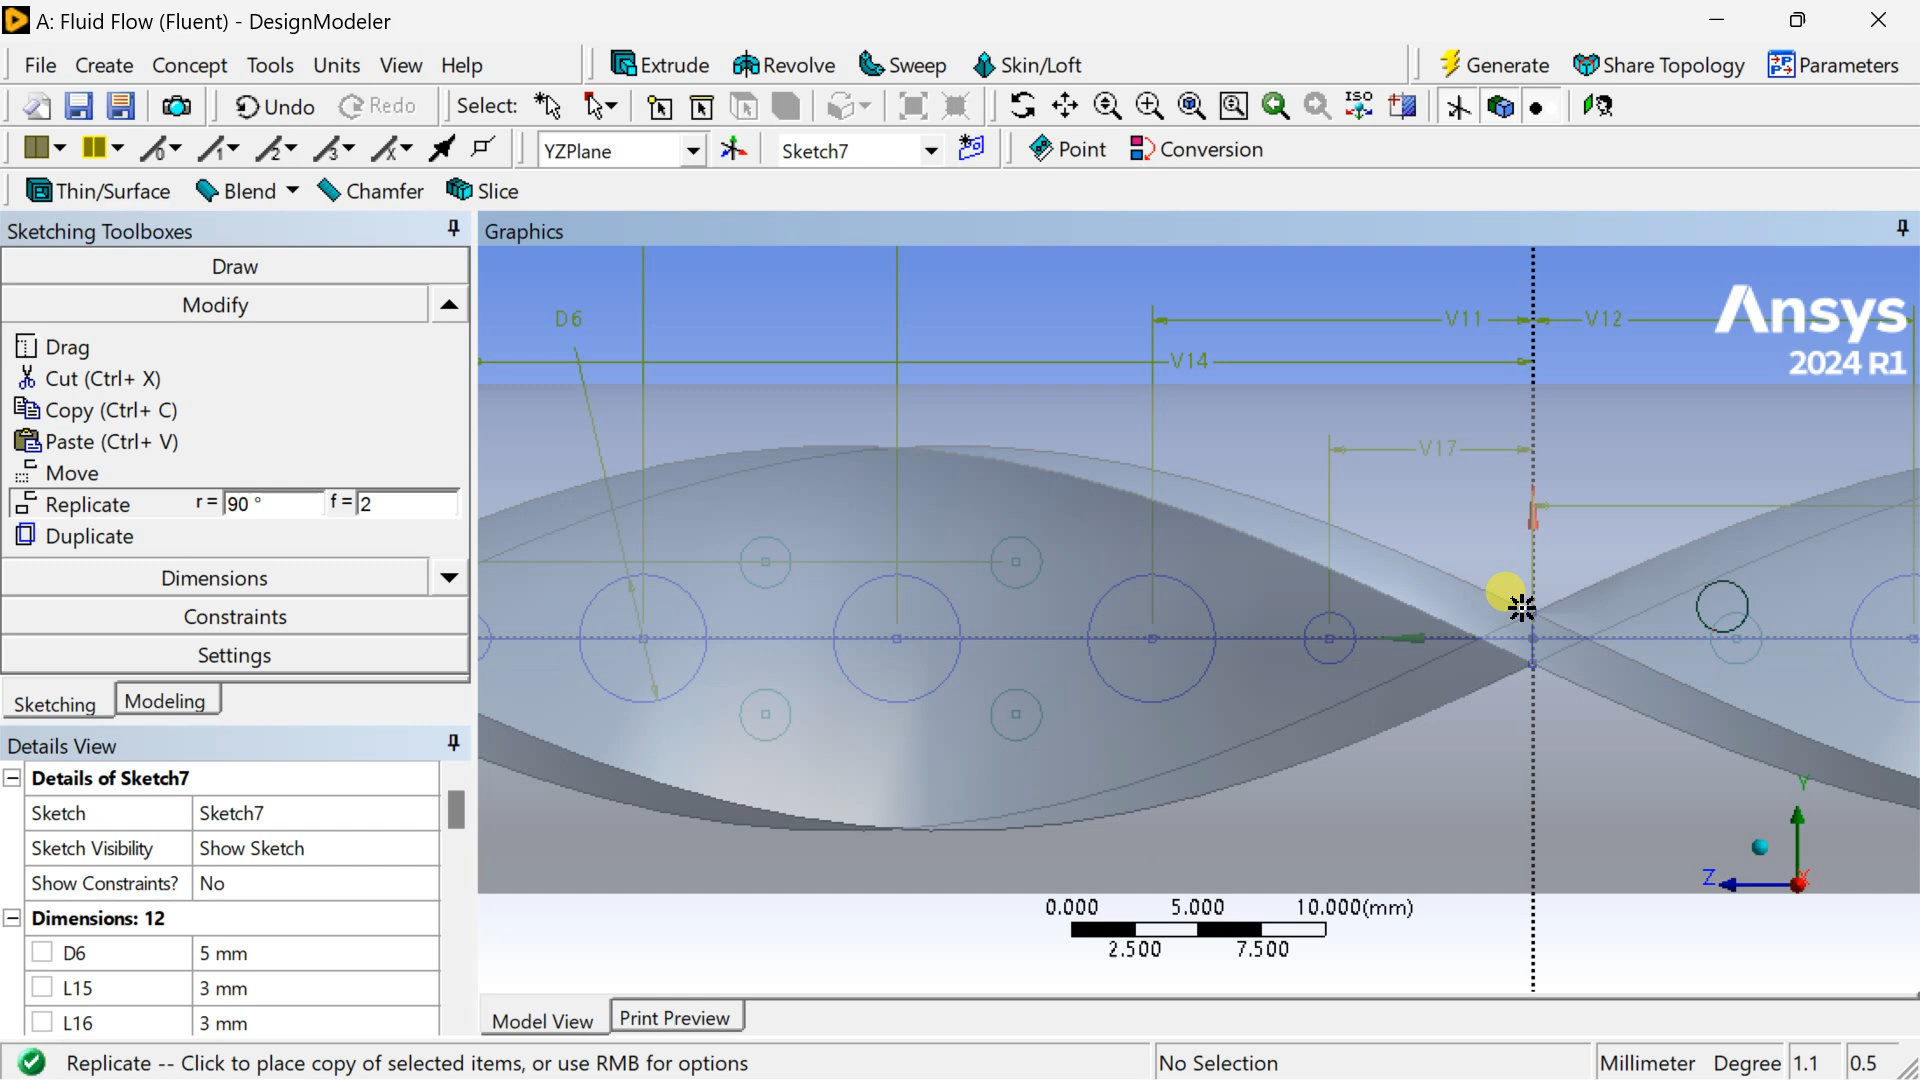 A: Fluid Flow (Fluent) - DesignModeler
File Create Concept Tools Units View Help
Extrude Revolve Sweep Skin/Loft
Generate Share Topology Parameters
Undo Redo Select: ISO
YZPlane Sketch7 Point Conversion
Thin/Surface Blend Chamfer Slice
Sketching Toolboxes
Draw
Modify
Drag
Cut (Ctrl+ X)
Copy (Ctrl+ C)
Paste (Ctrl+ V)
Move
Replicate r = 90 ° f = 2
Duplicate
Dimensions
Constraints
Settings
Sketching Modeling
Details View
Details of Sketch7
Sketch Sketch7
Sketch Visibility Show Sketch
Show Constraints? No
Dimensions: 12
D6 5 mm
L15 3 mm
L16 3 mm
Graphics
D6
V11 V12
V14
V17
Ansys
2024 R1
Y
Z X
0.000 5.000 10.000(mm)
2.500 7.500
Model View Print Preview
Replicate -- Click to place copy of selected items, or use RMB for options
No Selection
Millimeter Degree 1.1 0.5